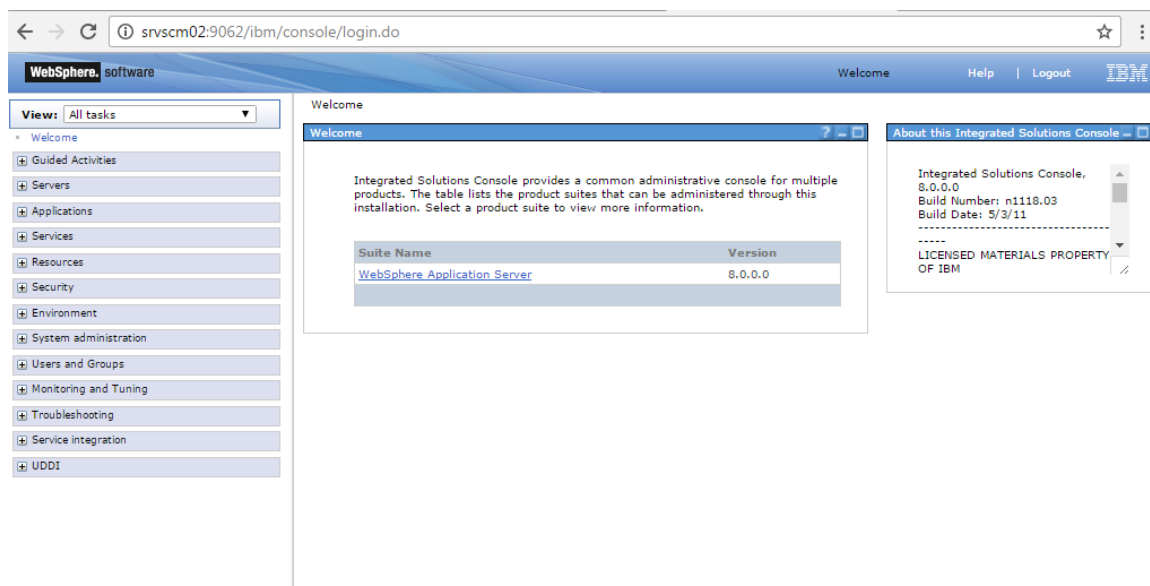 srvscm02:9062/ibm/console/login.do
WebSphere. software
Welcome Help | Logout IBM
View: All tasks
Welcome
Guided Activities
Servers
Applications
Services
Resources
Security
Environment
System administration
Users and Groups
Monitoring and Tuning
Troubleshooting
Service integration
UDDI
Welcome
Welcome
Integrated Solutions Console provides a common administrative console for multiple
products. The table lists the product suites that can be administered through this
installation. Select a product suite to view more information.
Suite Name Version
WebSphere Application Server 8.0.0.0
About this Integrated Solutions Console
Integrated Solutions Console,
8.0.0.0
Build Number: n1118.03
Build Date: 5/3/11
----------------------------------
-----
LICENSED MATERIALS PROPERTY
OF IBM